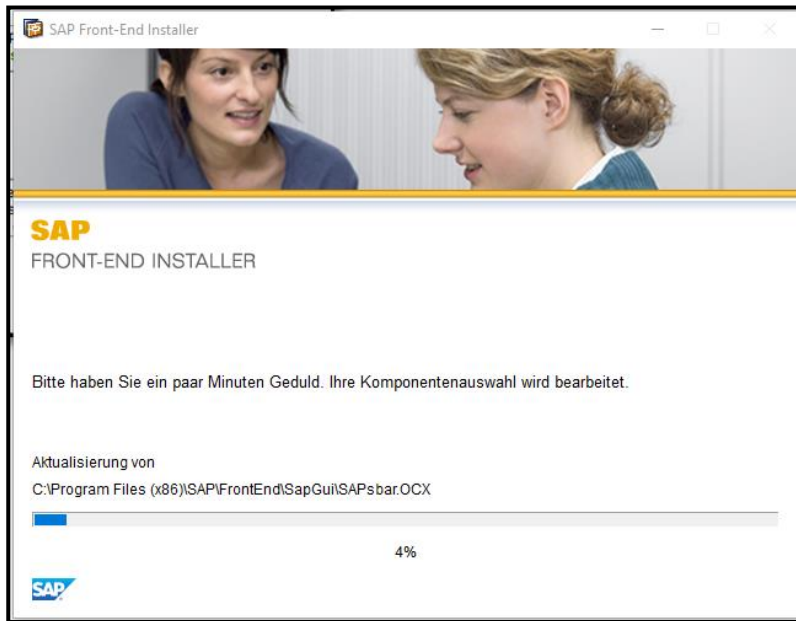 SAP Front-End Installer
SAP
FRONT-END INSTALLER
Bitte haben Sie ein paar Minuten Geduld. Ihre Komponentenauswahl wird bearbeitet.
Aktualisierung von
C:\Program Files (x86)\SAP\FrontEnd\SapGui\SAPsbar.OCX
4%
SAP